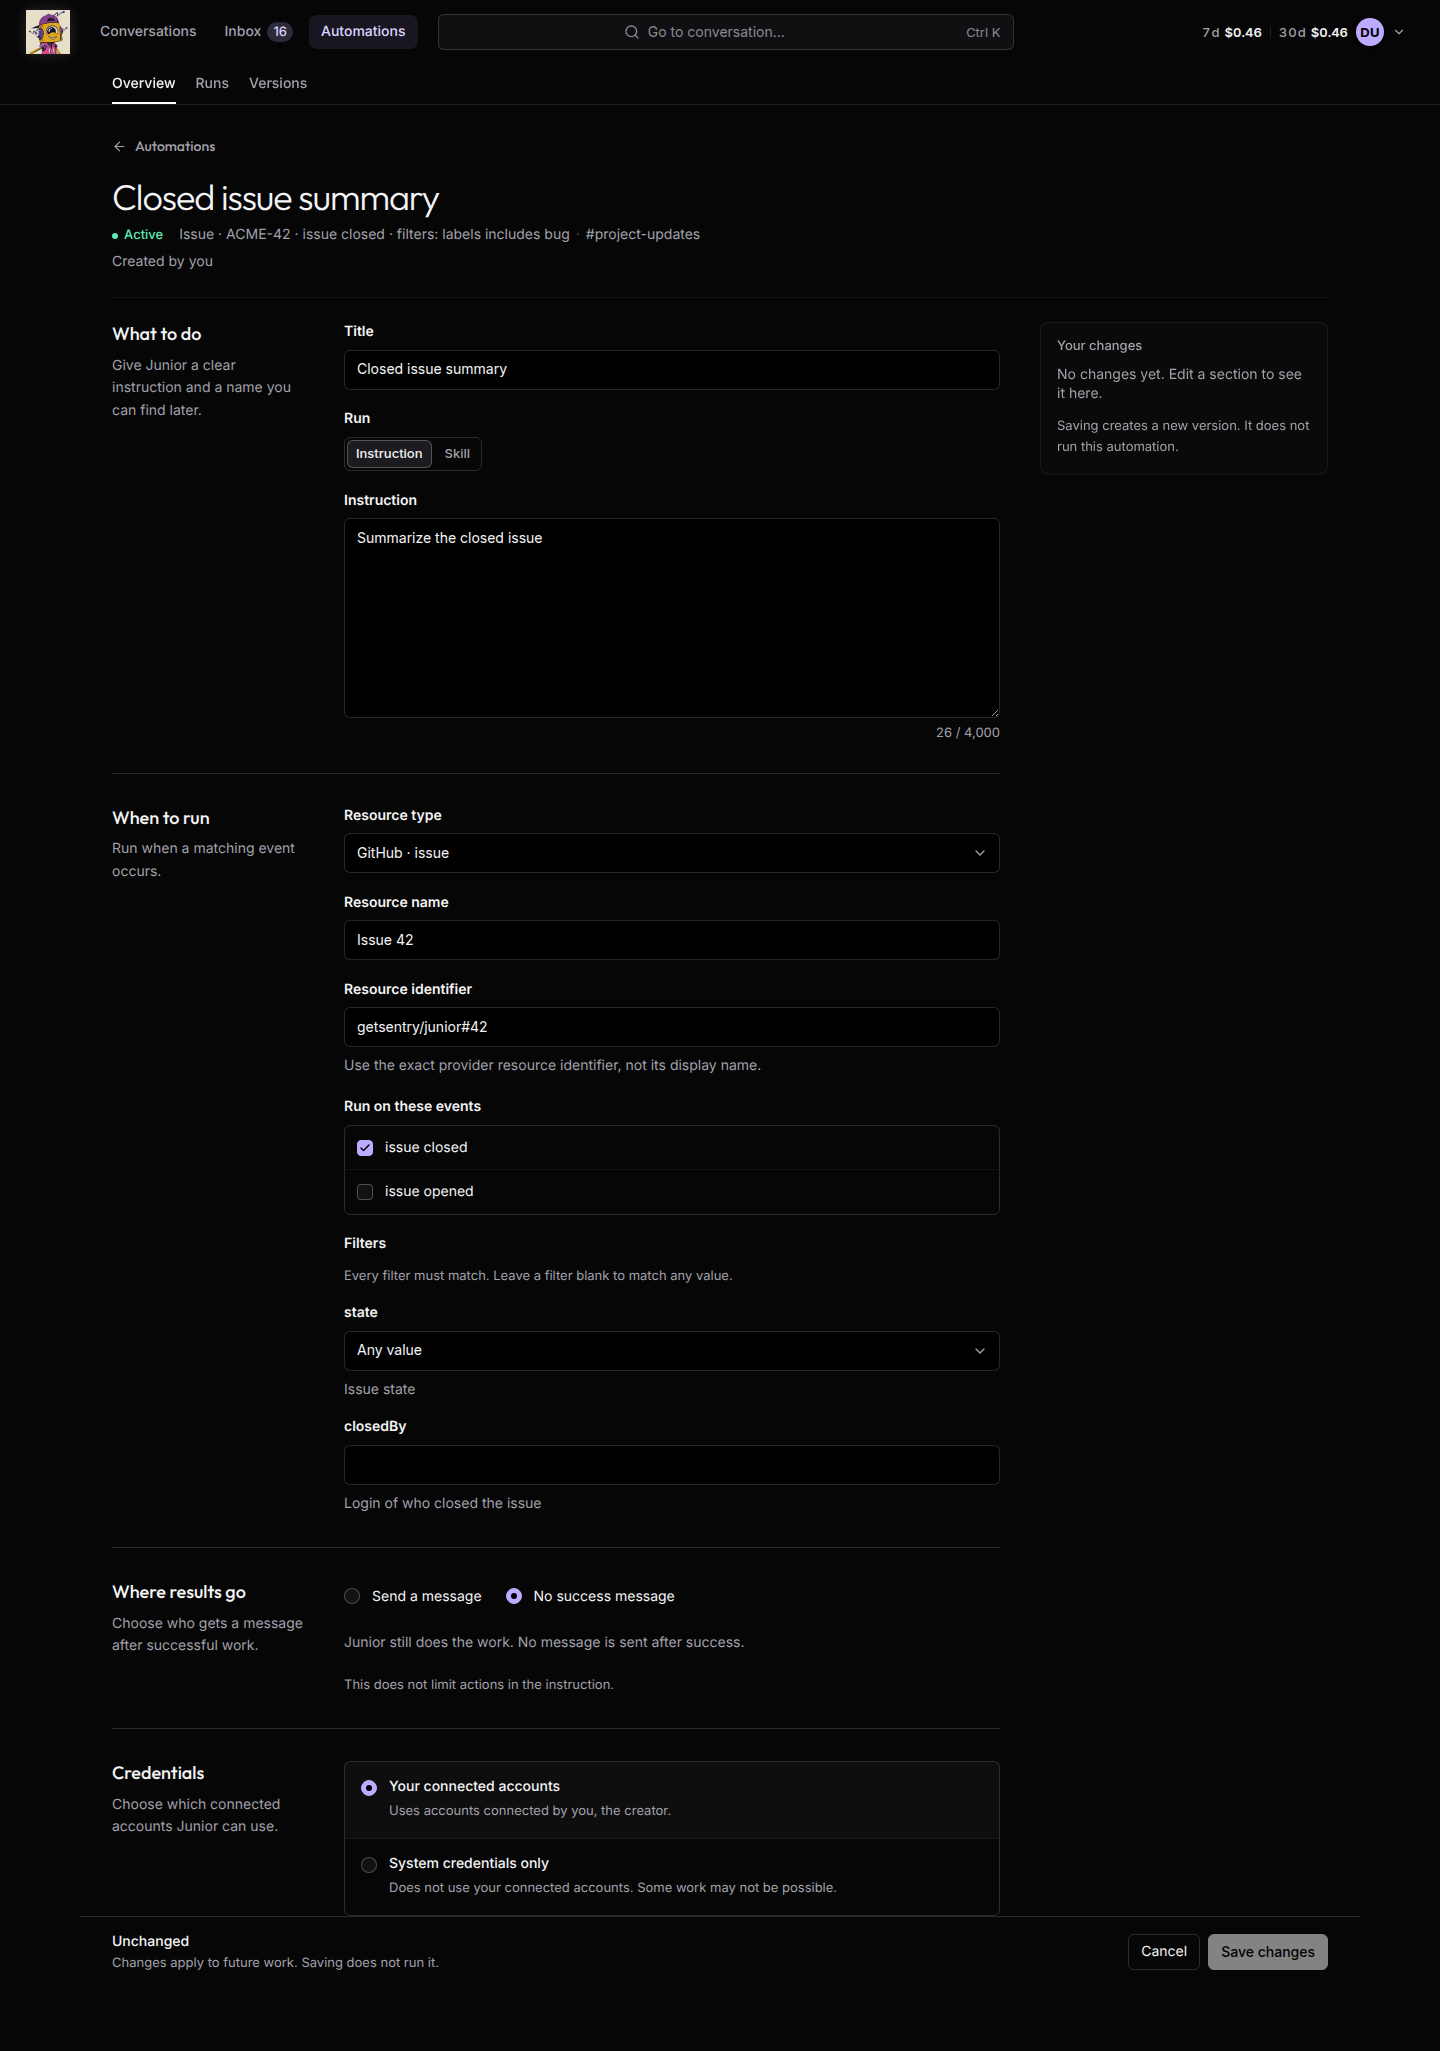 Conversations
Inbox 16
Automations
Go to conversation...
Ctrl K
7d $0.46
30d $0.46
DU
Overview
Runs
Versions
Automations
Closed issue summary
Active Issue · ACME-42 · issue closed · filters: labels includes bug · #project-updates
Created by you
What to do
Give Junior a clear
instruction and a name you
can find later.
Title
Closed issue summary
Run
Instruction
Skill
Instruction
Summarize the closed issue
26 / 4,000
Your changes
No changes yet. Edit a section to see
it here.
Saving creates a new version. It does not
run this automation.
When to run
Run when a matching event
occurs.
Resource type
GitHub · issue
Resource name
Issue 42
Resource identifier
getsentry/junior#42
Use the exact provider resource identifier, not its display name.
Run on these events
issue closed
issue opened
Filters
Every filter must match. Leave a filter blank to match any value.
state
Any value
Issue state
closedBy
Login of who closed the issue
Where results go
Choose who gets a message
after successful work.
Send a message
No success message
Junior still does the work. No message is sent after success.
This does not limit actions in the instruction.
Credentials
Choose which connected
accounts Junior can use.
Your connected accounts
Uses accounts connected by you, the creator.
System credentials only
Does not use your connected accounts. Some work may not be possible.
Unchanged
Changes apply to future work. Saving does not run it.
Cancel
Save changes